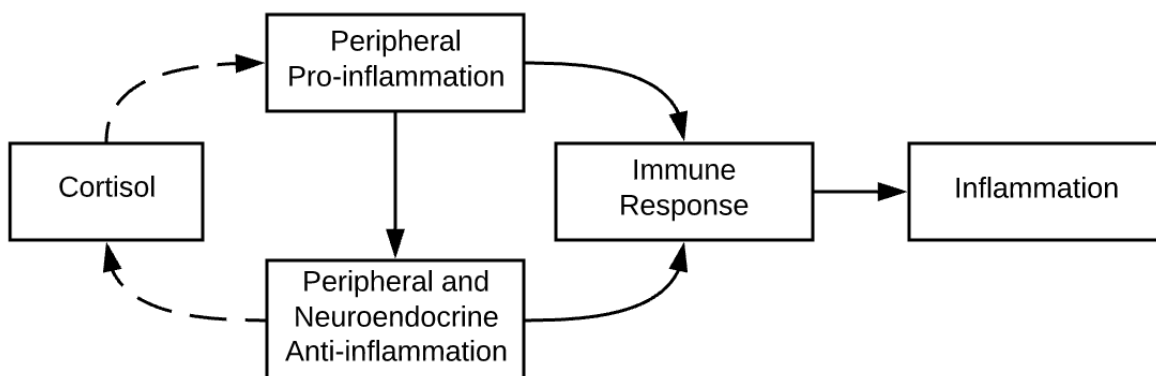 Peripheral
Pro-inflammation
Cortisol
Immune
Response
Inflammation
Peripheral and
Neuroendocrine
Anti-inflammation